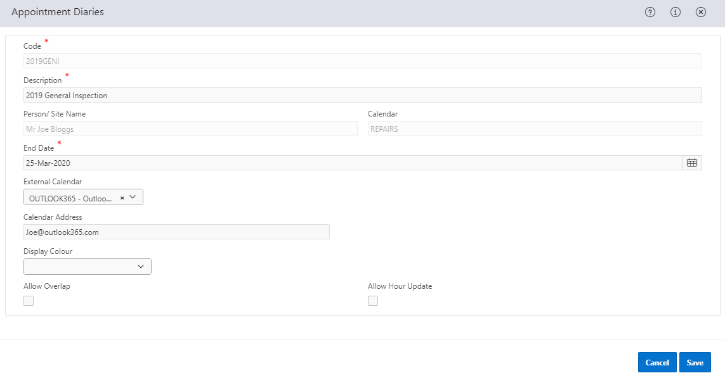 Appointment Diaries
Code *
2019GENI
Description *
2019 General Inspection
Person/ Site Name Calendar
Mr Joe Bloggs REPAIRS
End Date *
25-Mar-2020
External Calendar
OUTLOOK365 - Outloo...
Calendar Address
Joe@outlook365.com
Display Colour
Allow Overlap Allow Hour Update
Cancel Save